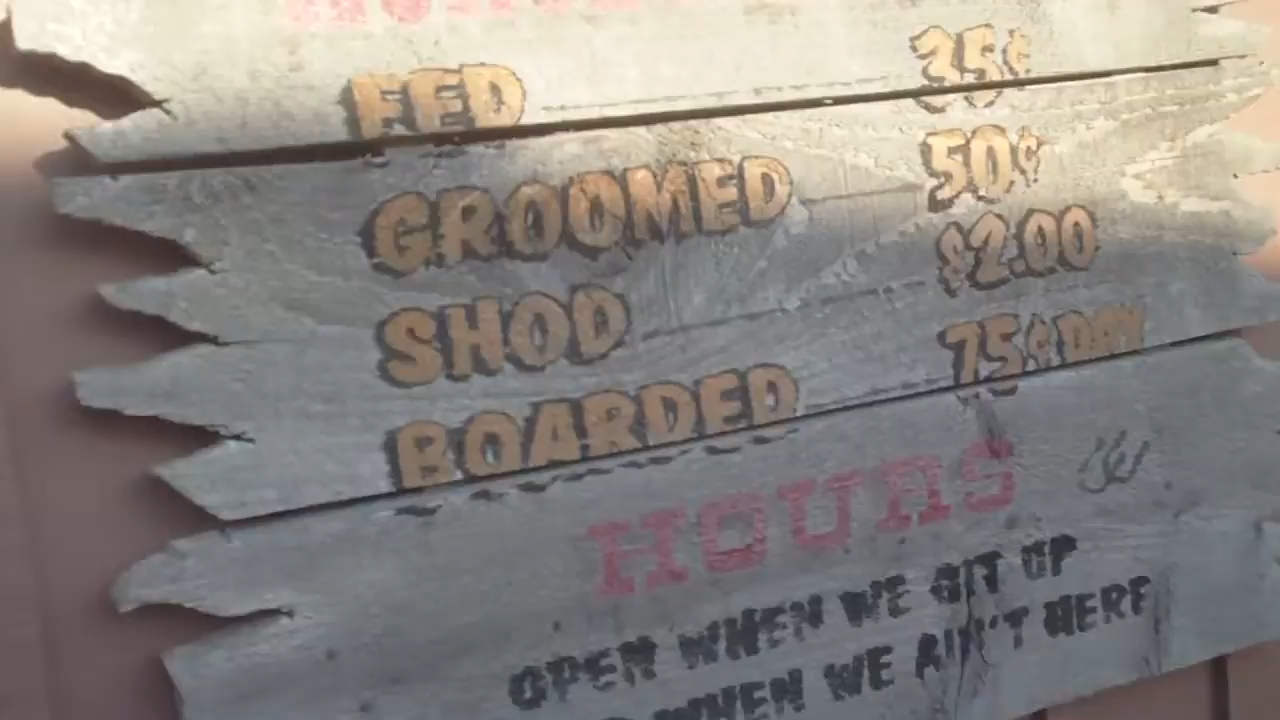 FED 35¢
GROOMED 50¢
SHOD $2.00
BOARDED 75¢ DAY
HOURS
OPEN WHEN WE GIT UP
WHEN WE AIN'T HERE